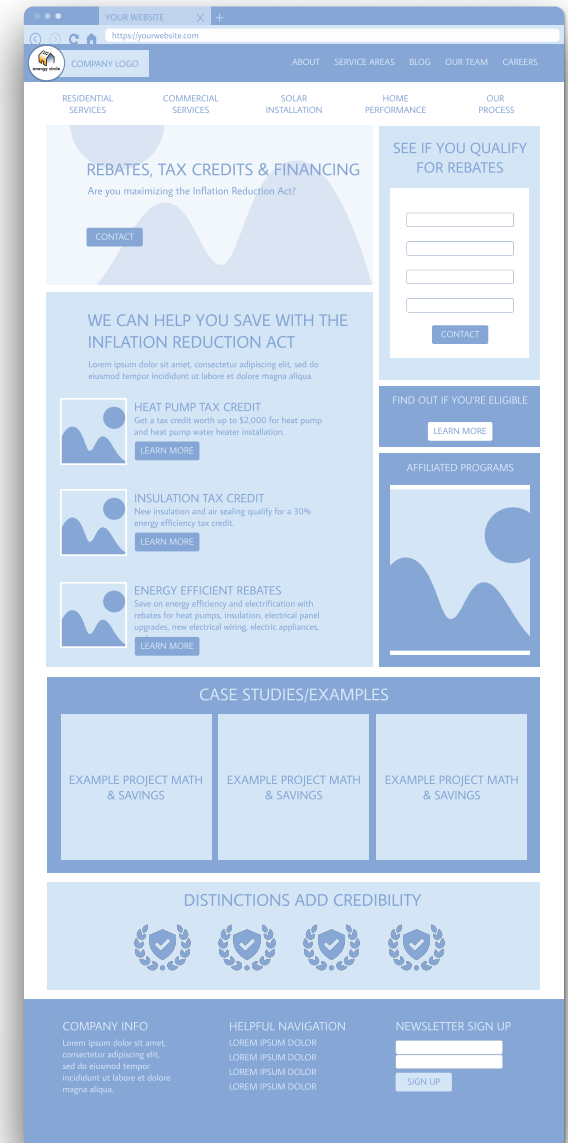 YOUR WEBSITE
https://yourwebsite.com
energy circle
COMPANY LOGO
ABOUT SERVICE AREAS BLOG OUR TEAM CAREERS
RESIDENTIAL
SERVICES
COMMERCIAL
SERVICES
SOLAR
INSTALLATION
HOME
PERFORMANCE
OUR
PROCESS
REBATES, TAX CREDITS & FINANCING
Are you maximizing the Inflation Reduction Act?
CONTACT
SEE IF YOU QUALIFY
FOR REBATES
CONTACT
WE CAN HELP YOU SAVE WITH THE
INFLATION REDUCTION ACT
Lorem ipsum dolor sit amet, consectetur adipiscing elit, sed do
eiusmod tempor incididunt ut labore et dolore magna aliqua.
HEAT PUMP TAX CREDIT
Get a tax credit worth up to $2,000 for heat pump
and heat pump water heater installation.
LEARN MORE
INSULATION TAX CREDIT
New insulation and air sealing qualify for a 30%
energy efficiency tax credit.
LEARN MORE
ENERGY EFFICIENT REBATES
Save on energy efficiency and electrification with
rebates for heat pumps, insulation, electrical panel
upgrades, new electrical wiring, electric appliances,
LEARN MORE
FIND OUT IF YOU'RE ELIGIBLE
LEARN MORE
AFFILIATED PROGRAMS
CASE STUDIES/EXAMPLES
EXAMPLE PROJECT MATH
& SAVINGS
EXAMPLE PROJECT MATH
& SAVINGS
EXAMPLE PROJECT MATH
& SAVINGS
DISTINCTIONS ADD CREDIBILITY
COMPANY INFO
Lorem ipsum dolor sit amet,
consectetur adipiscing elit,
sed do eiusmod tempor
incididunt ut labore et dolore
magna aliqua.
HELPFUL NAVIGATION
LOREM IPSUM DOLOR
LOREM IPSUM DOLOR
LOREM IPSUM DOLOR
LOREM IPSUM DOLOR
NEWSLETTER SIGN UP
SIGN UP